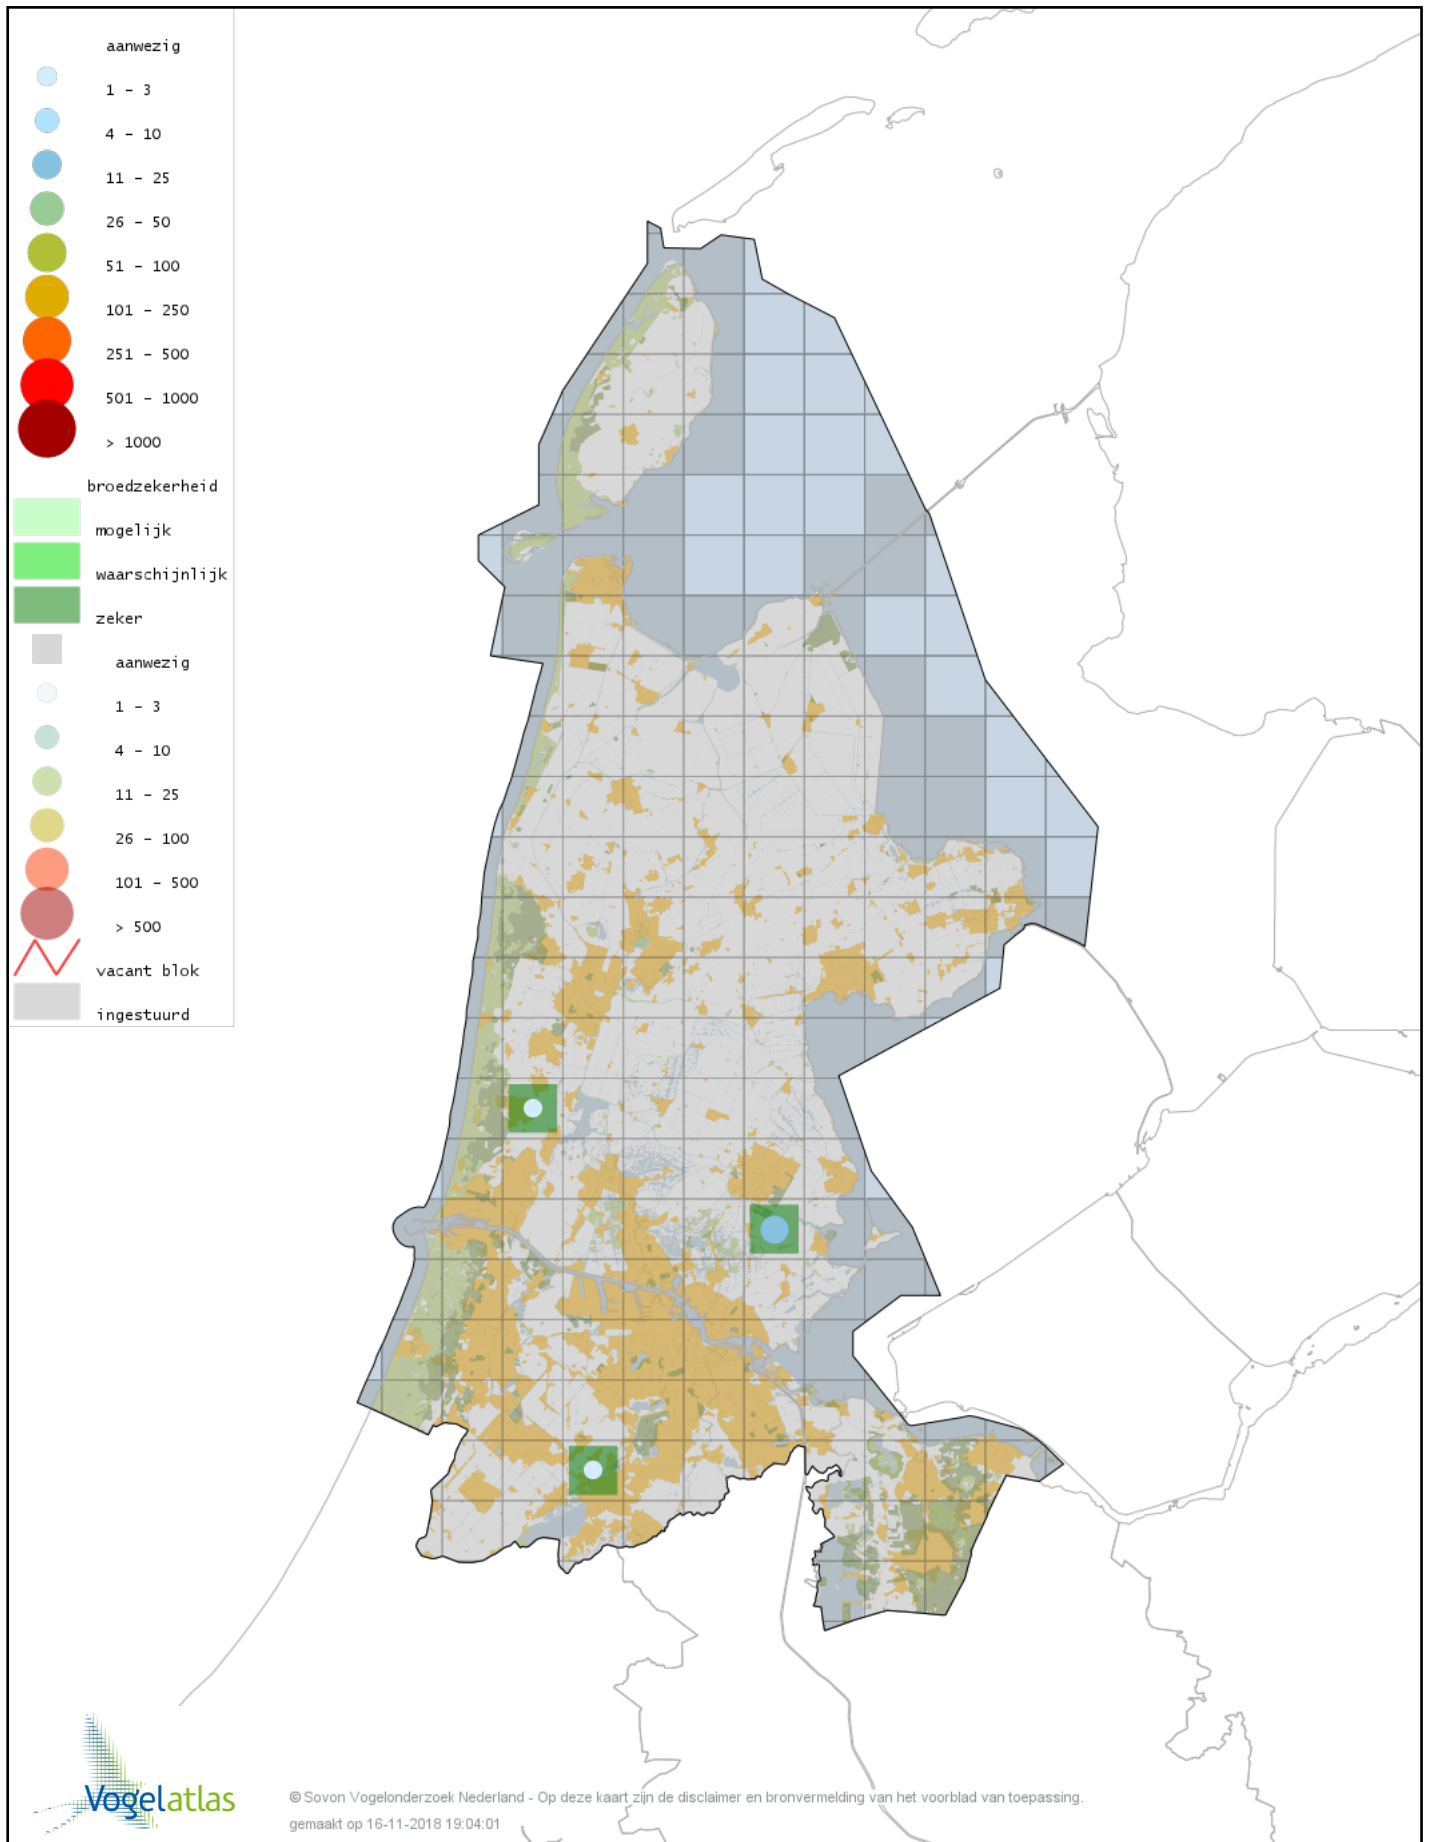 aanwezig
1 - 3
4 - 10
11 - 25
26 - 50
51 - 100
101 - 250
251 - 500
501 - 1000
> 1000
broedzekerheid
mogelijk
waarschijnlijk
zeker
aanwezig
1 - 3
4 - 10
11 - 25
26 - 100
101 - 500
> 500
vacant blok
ingestuurd
Vogelatlas
© Sovon Vogelonderzoek Nederland - Op deze kaart zijn de disclaimer en bronvermelding van het voorblad van toepassing.
gemaakt op 16-11-2018 19:04:01